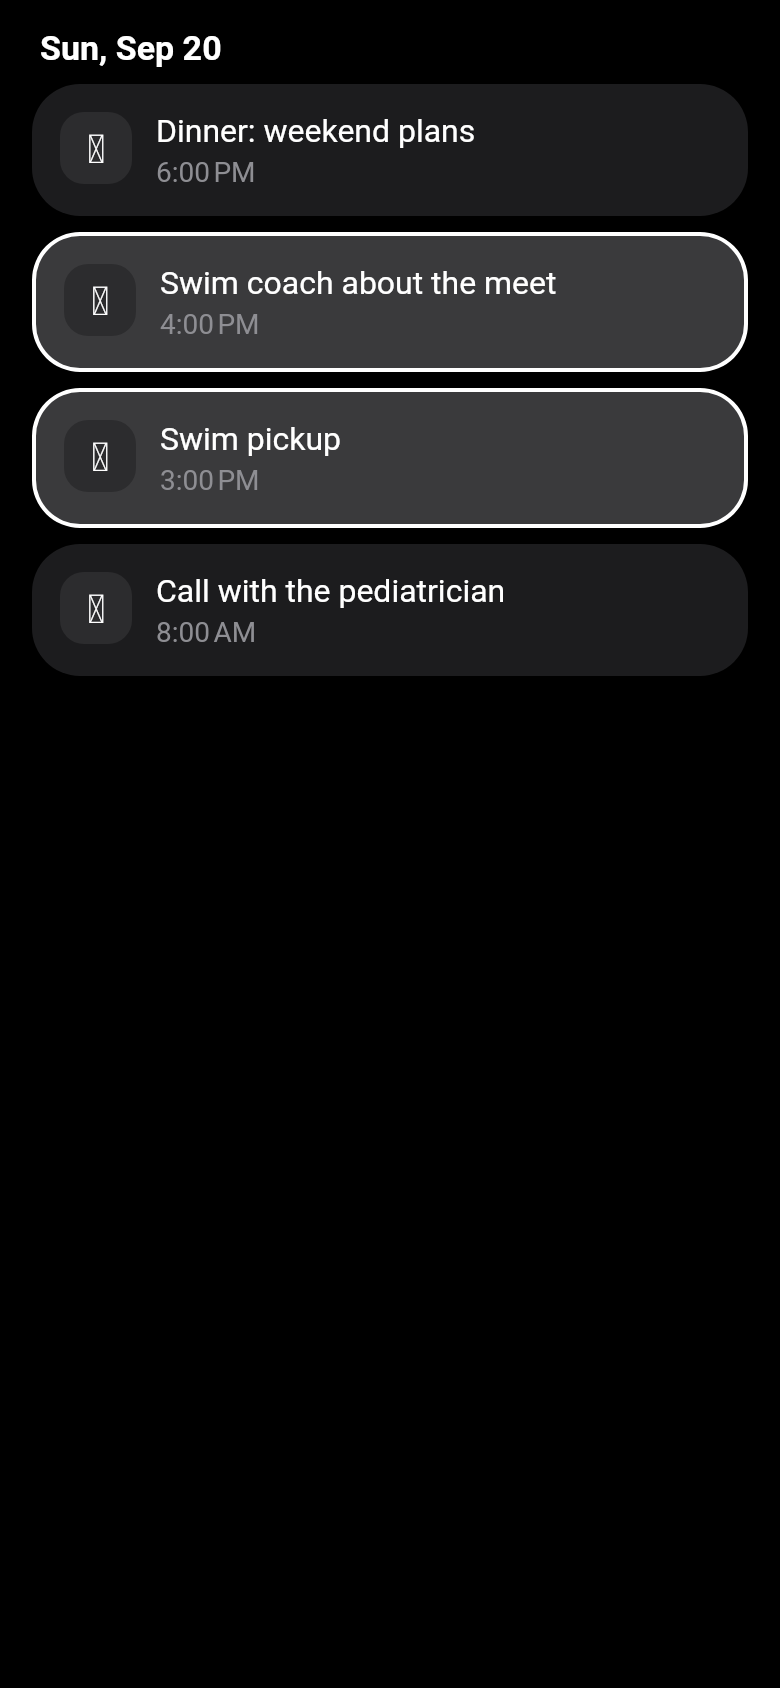 Sun, Sep 20
Dinner: weekend plans
6:00 PM
Swim coach about the meet
4:00 PM
Swim pickup
3:00 PM
Call with the pediatrician
8:00 AM